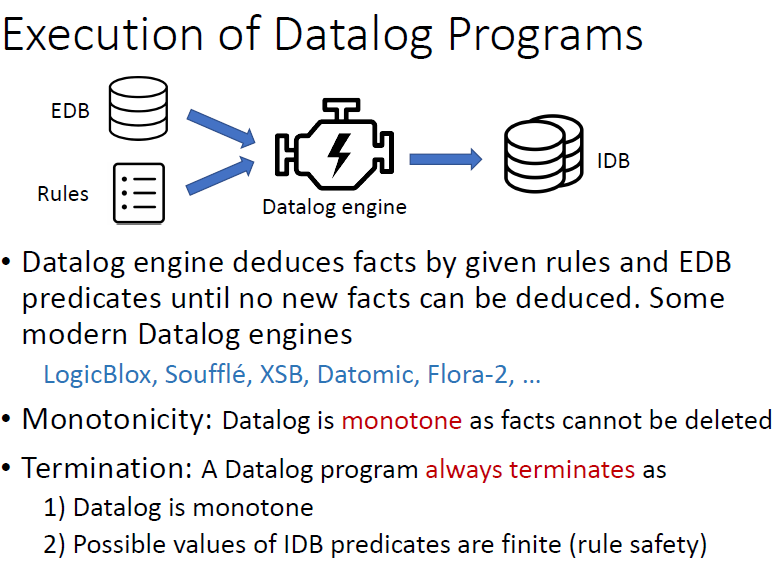 Execution of Datalog Programs
EDB
Rules
Datalog engine
IDB
• Datalog engine deduces facts by given rules and EDB
predicates until no new facts can be deduced. Some
modern Datalog engines
LogicBlox, Soufflé, XSB, Datomic, Flora-2, …
• Monotonicity: Datalog is monotone as facts cannot be deleted
• Termination: A Datalog program always terminates as
1) Datalog is monotone
2) Possible values of IDB predicates are finite (rule safety)